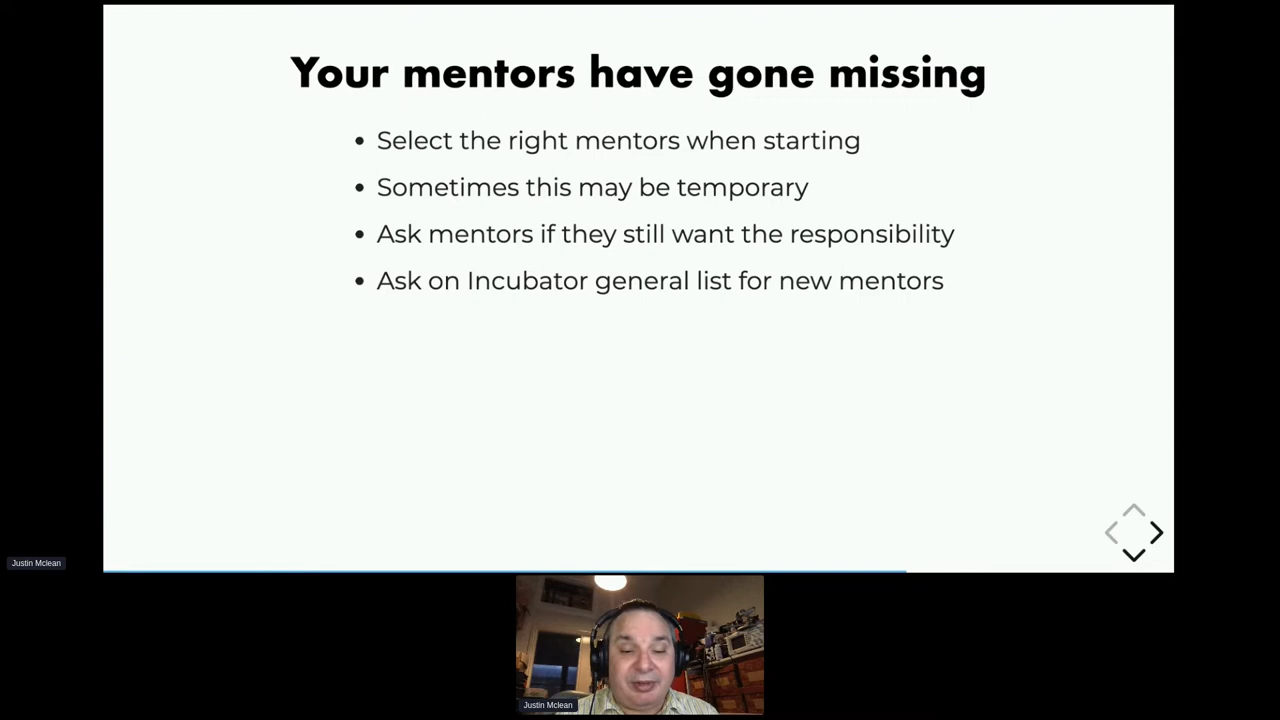 Your mentors have gone missing
• Select the right mentors when starting
• Sometimes this may be temporary
• Ask mentors if they still want the responsibility
• Ask on Incubator general list for new mentors
Justin Mclean
Justin Mclean